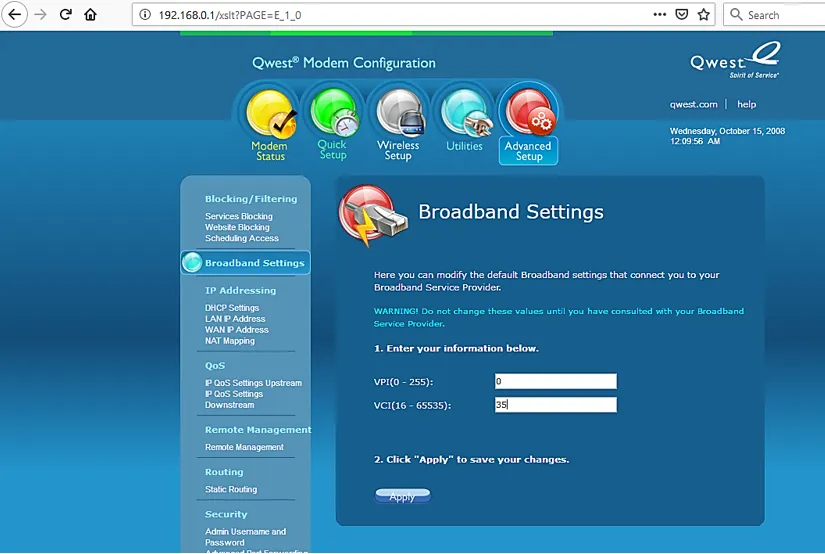 192.168.0.1/xslt?PAGE=E_1_0
Search
Qwest® Modem Configuration
Qwest
Spirit of Service®
qwest.com | help
Wednesday, October 15, 2008
12:09:56 AM
Modem
Status
Quick
Setup
Wireless
Setup
Utilities
Advanced
Setup
Blocking/Filtering
Services Blocking
Website Blocking
Scheduling Access
Broadband Settings
IP Addressing
DHCP Settings
LAN IP Address
WAN IP Address
NAT Mapping
QoS
IP QoS Settings Upstream
IP QoS Settings
Downstream
Remote Management
Remote Management
Routing
Static Routing
Security
Admin Username and
Password
Advanced Port Forwarding
Broadband Settings
Here you can modify the default Broadband settings that connect you to your
Broadband Service Provider.
WARNING! Do not change these values until you have consulted with your Broadband
Service Provider.
1. Enter your information below.
VPI(0 - 255): 0
VCI(16 - 65535): 35
2. Click "Apply" to save your changes.
Apply